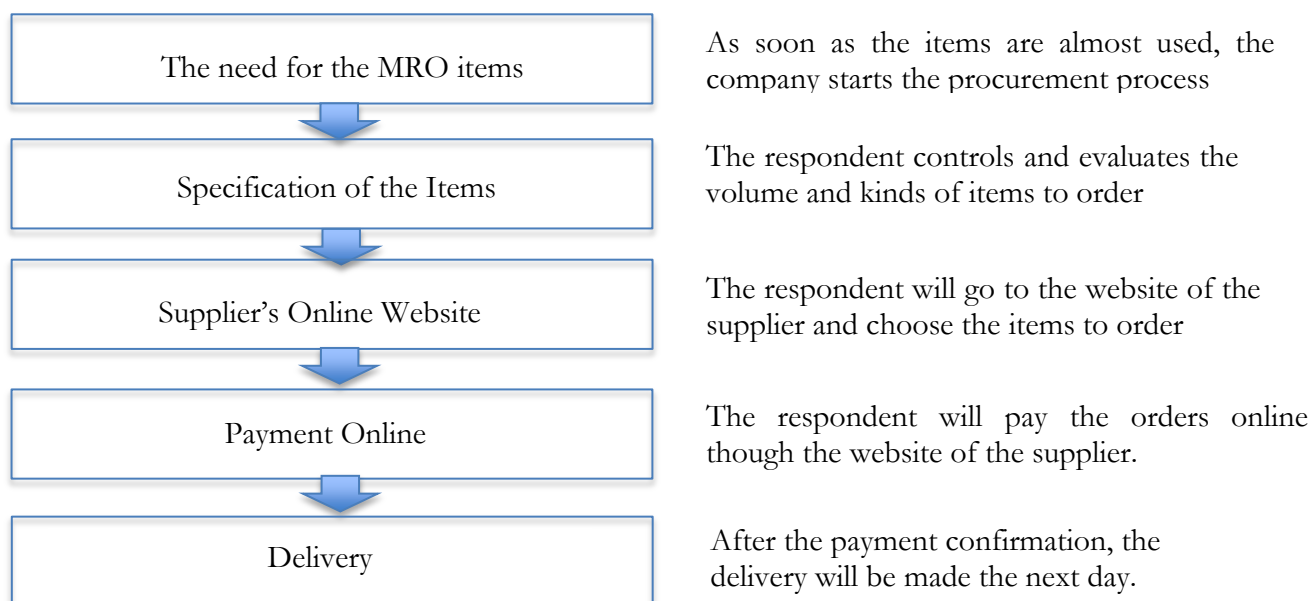 The need for the MRO items
As soon as the items are almost used, the
company starts the procurement process
Specification of the Items
The respondent controls and evaluates the
volume and kinds of items to order
Supplier’s Online Website
The respondent will go to the website of the
supplier and choose the items to order
Payment Online
The respondent will pay the orders online
though the website of the supplier.
Delivery
After the payment confirmation, the
delivery will be made the next day.